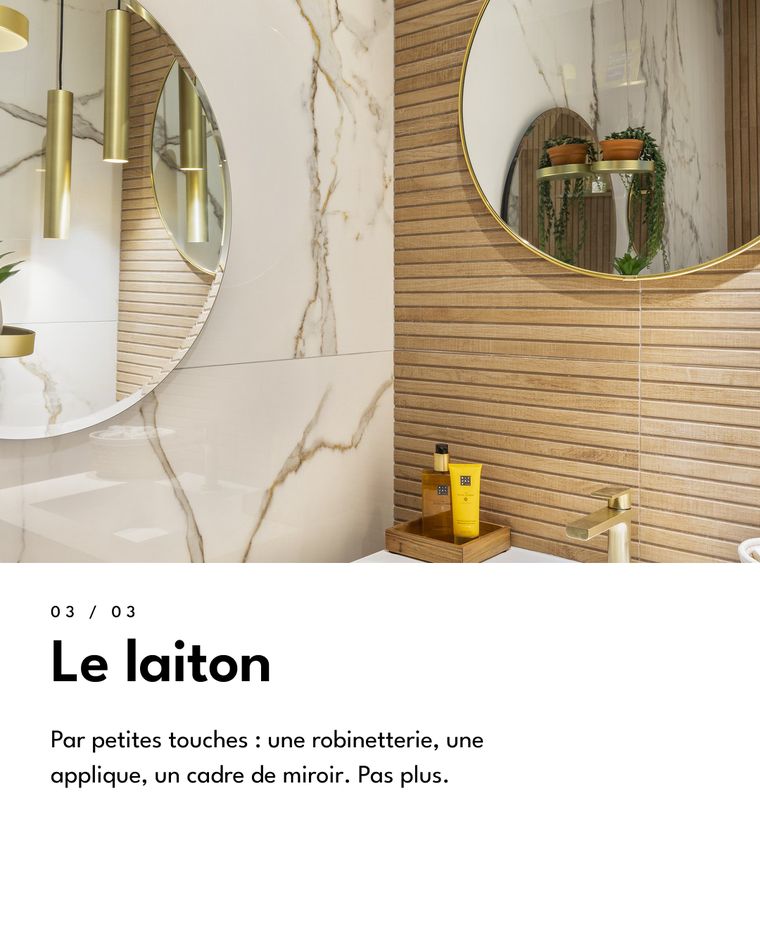 03 / 03
Le laiton
Par petites touches : une robinetterie, une
applique, un cadre de miroir. Pas plus.